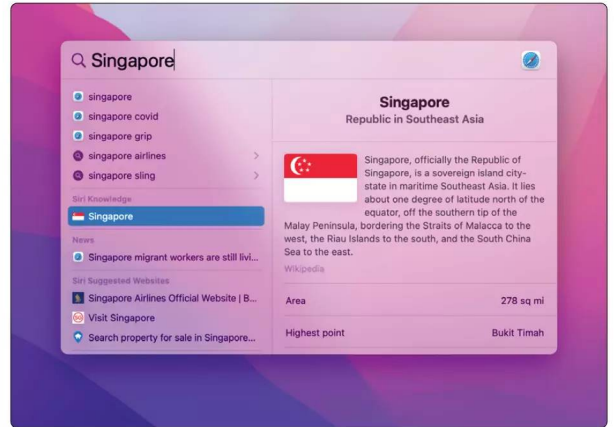 Singapore
singapore
singapore covid
singapore grip
singapore airlines
singapore sling
Siri Knowledge
Singapore
News
Singapore migrant workers are still livi...
Siri Suggested Websites
Singapore Airlines Official Website | B...
Visit Singapore
Search property for sale in Singapore...
Singapore
Republic in Southeast Asia
Singapore, officially the Republic of
Singapore, is a sovereign island city-
state in maritime Southeast Asia. It lies
about one degree of latitude north of the
equator, off the southern tip of the
Malay Peninsula, bordering the Straits of Malacca to the
west, the Riau Islands to the south, and the South China
Sea to the east.
Wikipedia
Area 278 sq mi
Highest point Bukit Timah